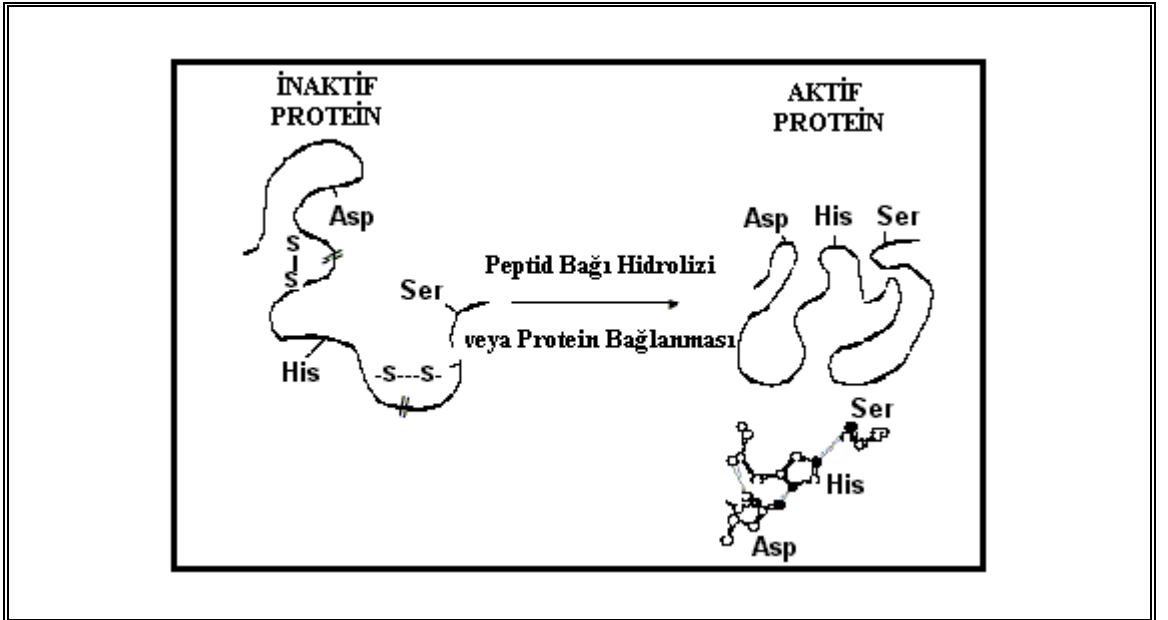 İNAKTİF
PROTEİN
Asp
S
S
His
-S---S-
Ser
Peptid Bağı Hidrolizi
veya Protein Bağlanması
AKTİF
PROTEİN
Asp His Ser
Ser
His
Asp